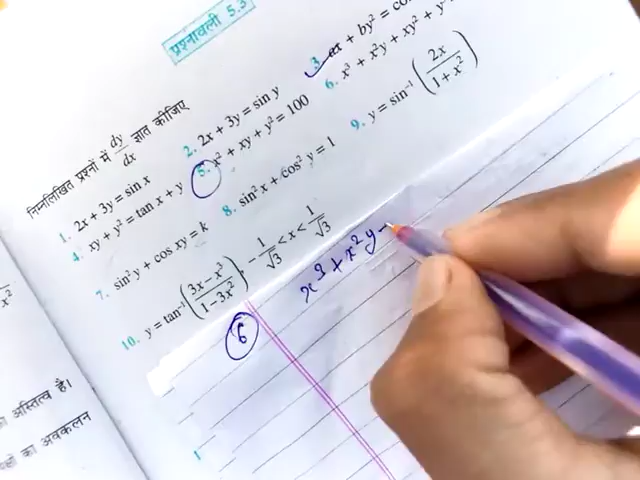 प्रश्नावली 5.3
निम्नलिखित प्रश्नों में dy/dx ज्ञात कीजिए
1. 2x + 3y = sin x
2. 2x + 3y = sin y
3. ax + by² = cos
4. xy + y² = tan x + y
5. x² + xy + y² = 100
6. x³ + x²y + xy² + y
7. sin² y + cos xy = k
8. sin² x + cos² y = 1
9. y = sin⁻¹ (2x/(1 + x²))
10. y = tan⁻¹ ((3x − x³)/(1 − 3x²)), − 1/√3 < x < 1/√3
6 x³ + x²y −
x²
अस्तित्व है।
का अवकलन